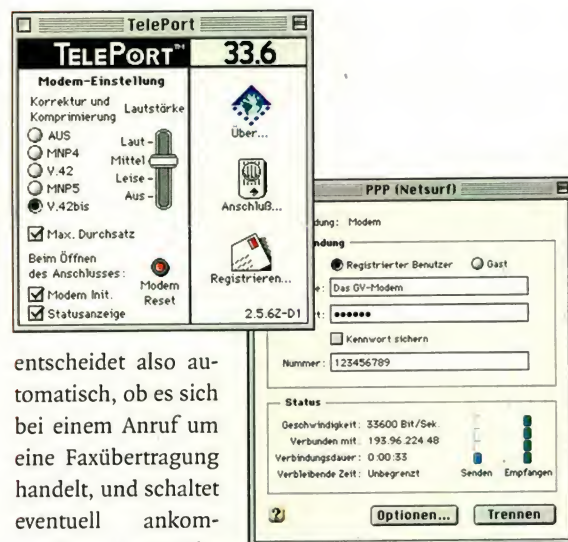 TelePort
TELEPORT™
33.6
Modem-Einstellung
Korrektur und
Komprimierung
AUS
MNP4
V.42
MNP5
V.42bis
Lautstärke
Laut
Mittel
Leise
Aus
Max. Durchsatz
Beim Öffnen
des Anschlusses:
Modem Init.
Statusanzeige
Modem
Reset
Über...
Anschluß...
Registrieren...
2.5.6Z-D1
entscheidet also au-
tomatisch, ob es sich
bei einem Anruf um
eine Faxübertragung
handelt, und schaltet
eventuell ankom-
PPP (Netsurf)
dung: Modem
ndung
Registrierter Benutzer
Gast
e: Das GV-Modem
rt: ••••••
Kennwort sichern
Nummer: 123456789
Status
Geschwindigkeit: 33600 Bit/Sek.
Verbunden mit: 193.96.224.48
Verbindungsdauer: 0:00:33
Verbleibende Zeit: Unbegrenzt
Senden Empfangen
?
Optionen...
Trennen